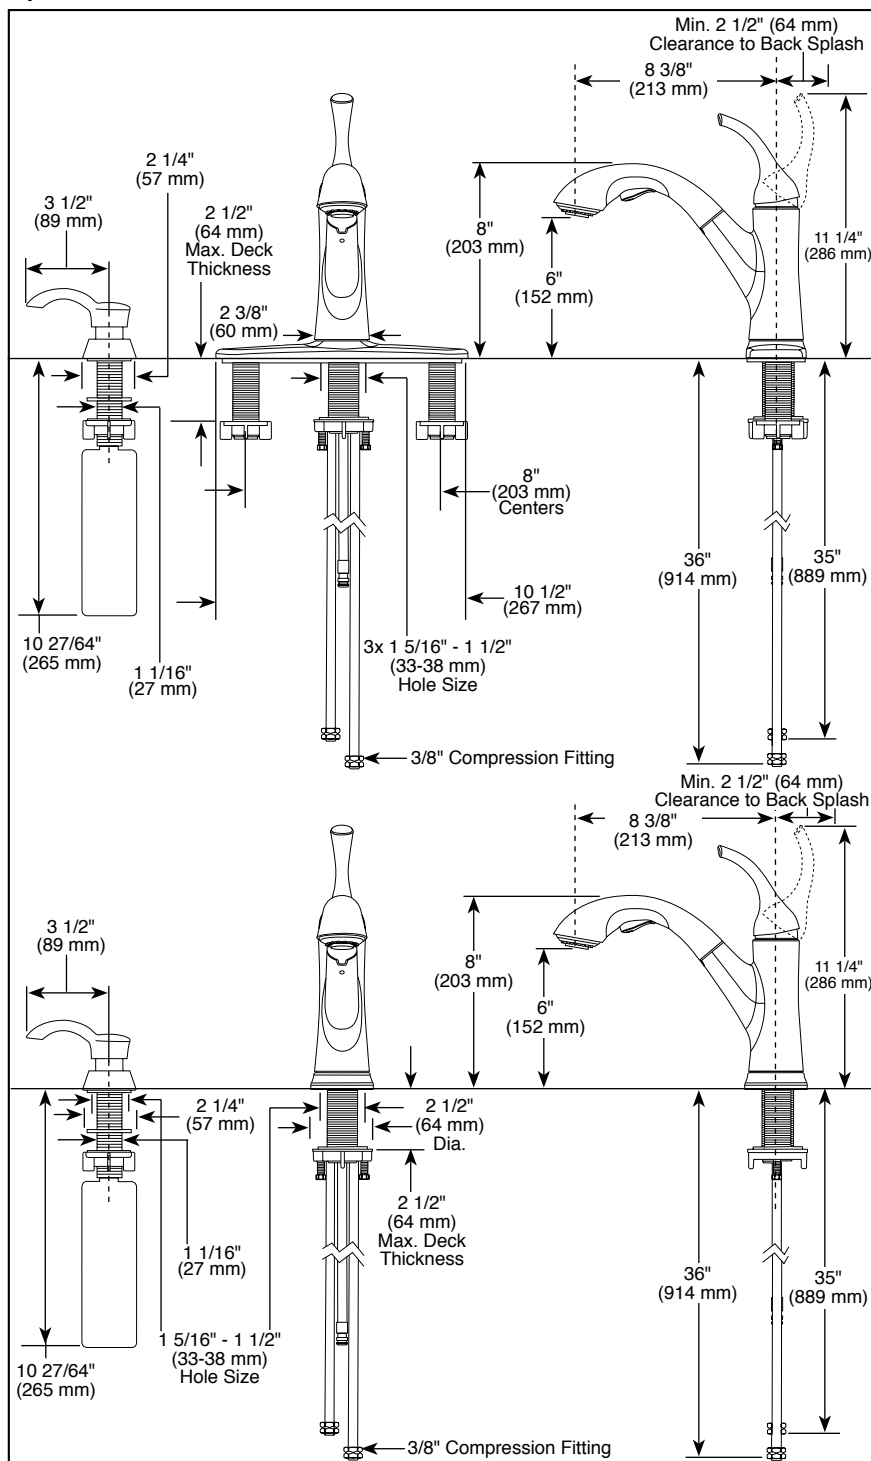 Min. 2 1/2" (64 mm)
Clearance to Back Splash
8 3/8"
(213 mm)
2 1/4"
(57 mm)
3 1/2"
(89 mm)
2 1/2"
(64 mm)
Max. Deck
Thickness
8"
(203 mm)
11 1/4"
(286 mm)
6"
(152 mm)
2 3/8"
(60 mm)
8"
(203 mm)
Centers
36"
(914 mm)
35"
(889 mm)
10 1/2"
(267 mm)
10 27/64"
(265 mm)
1 1/16"
(27 mm)
3x 1 5/16" - 1 1/2"
(33-38 mm)
Hole Size
3/8" Compression Fitting
Min. 2 1/2" (64 mm)
Clearance to Back Splash
8 3/8"
(213 mm)
3 1/2"
(89 mm)
8"
(203 mm)
11 1/4"
(286 mm)
6"
(152 mm)
2 1/4"
(57 mm)
2 1/2"
(64 mm)
Dia.
2 1/2"
(64 mm)
Max. Deck
Thickness
1 1/16"
(27 mm)
36"
(914 mm)
35"
(889 mm)
1 5/16" - 1 1/2"
(33-38 mm)
Hole Size
10 27/64"
(265 mm)
3/8" Compression Fitting